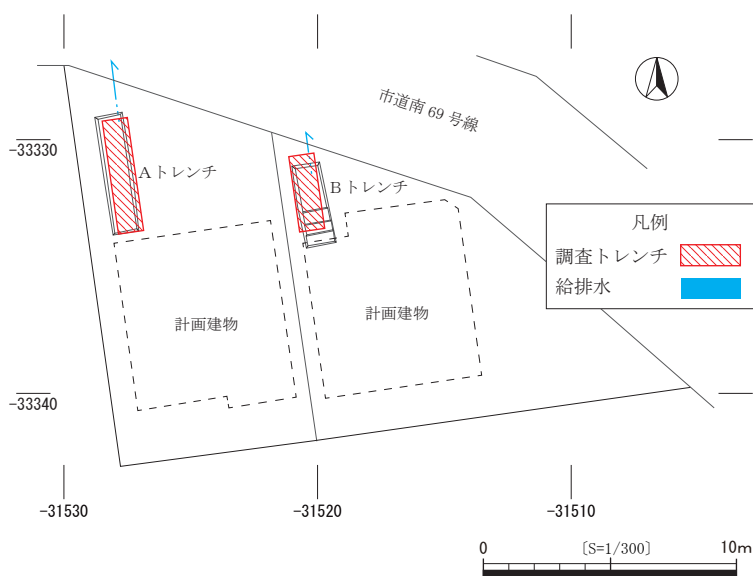 市道南 69 号線
-33330
Aトレンチ
Bトレンチ
凡例
調査トレンチ
給排水
計画建物
計画建物
-33340
-31530
-31520
-31510
0
〔S=1/300〕
10m